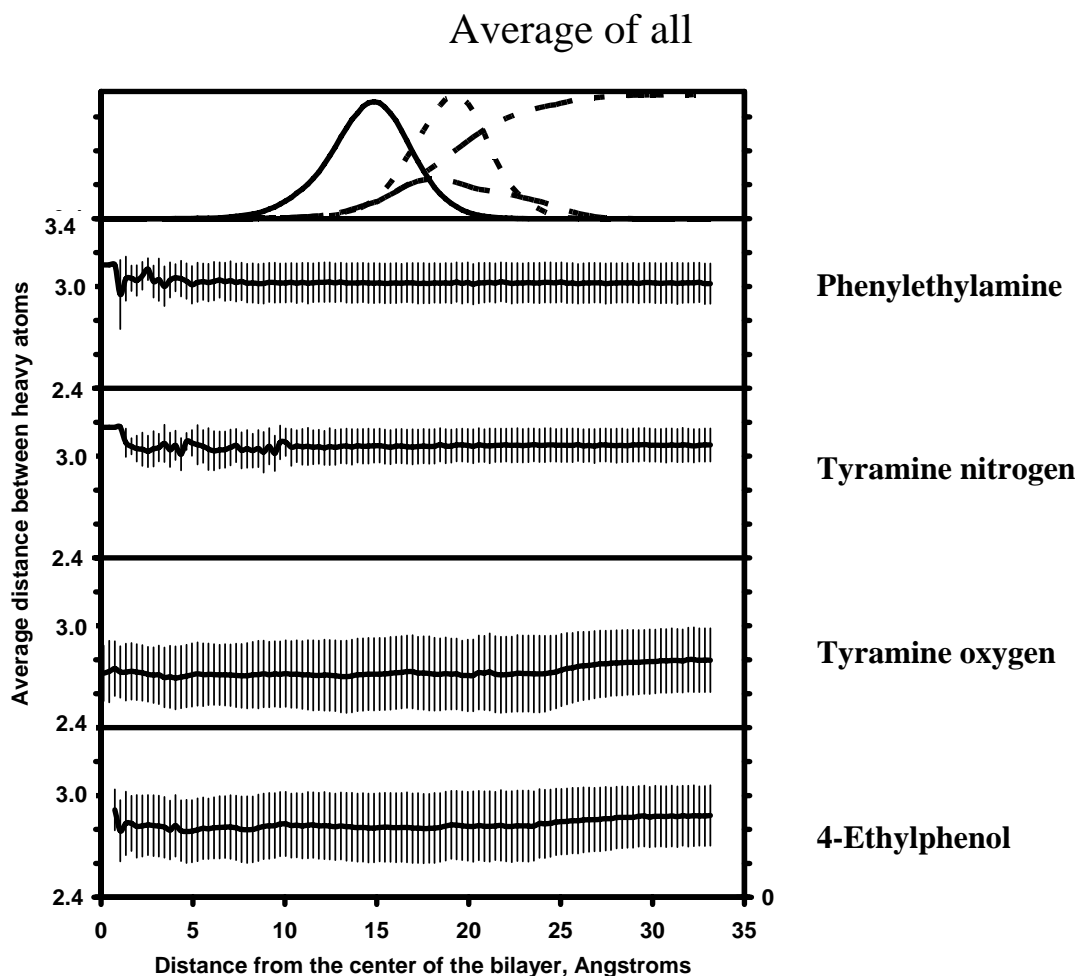 Average of all
3.4
3.0
2.4
3.0
2.4
3.0
2.4
3.0
2.4
0
0 5 10 15 20 25 30 35
Average distance between heavy atoms
Distance from the center of the bilayer, Angstroms
Phenylethylamine
Tyramine nitrogen
Tyramine oxygen
4-Ethylphenol